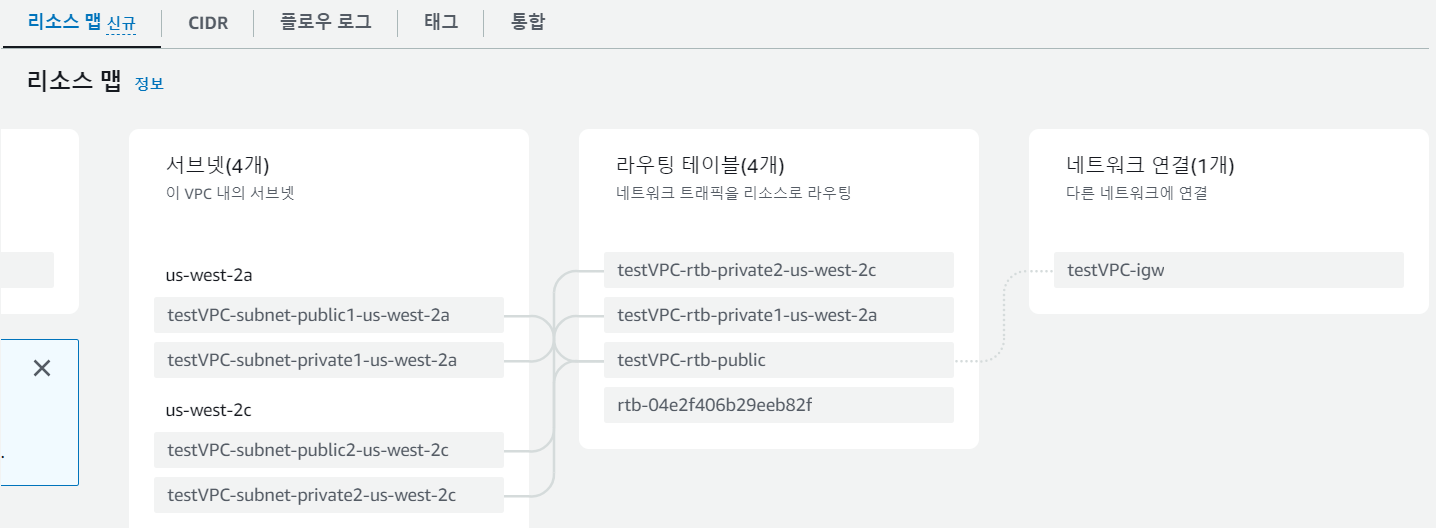 리소스 맵 신규 CIDR 플로우 로그 태그 통합
리소스 맵 정보
서브넷(4개)
이 VPC 내의 서브넷
us-west-2a
testVPC-subnet-public1-us-west-2a
testVPC-subnet-private1-us-west-2a
us-west-2c
testVPC-subnet-public2-us-west-2c
testVPC-subnet-private2-us-west-2c
라우팅 테이블(4개)
네트워크 트래픽을 리소스로 라우팅
testVPC-rtb-private2-us-west-2c
testVPC-rtb-private1-us-west-2a
testVPC-rtb-public
rtb-04e2f406b29eeb82f
네트워크 연결(1개)
다른 네트워크에 연결
testVPC-igw